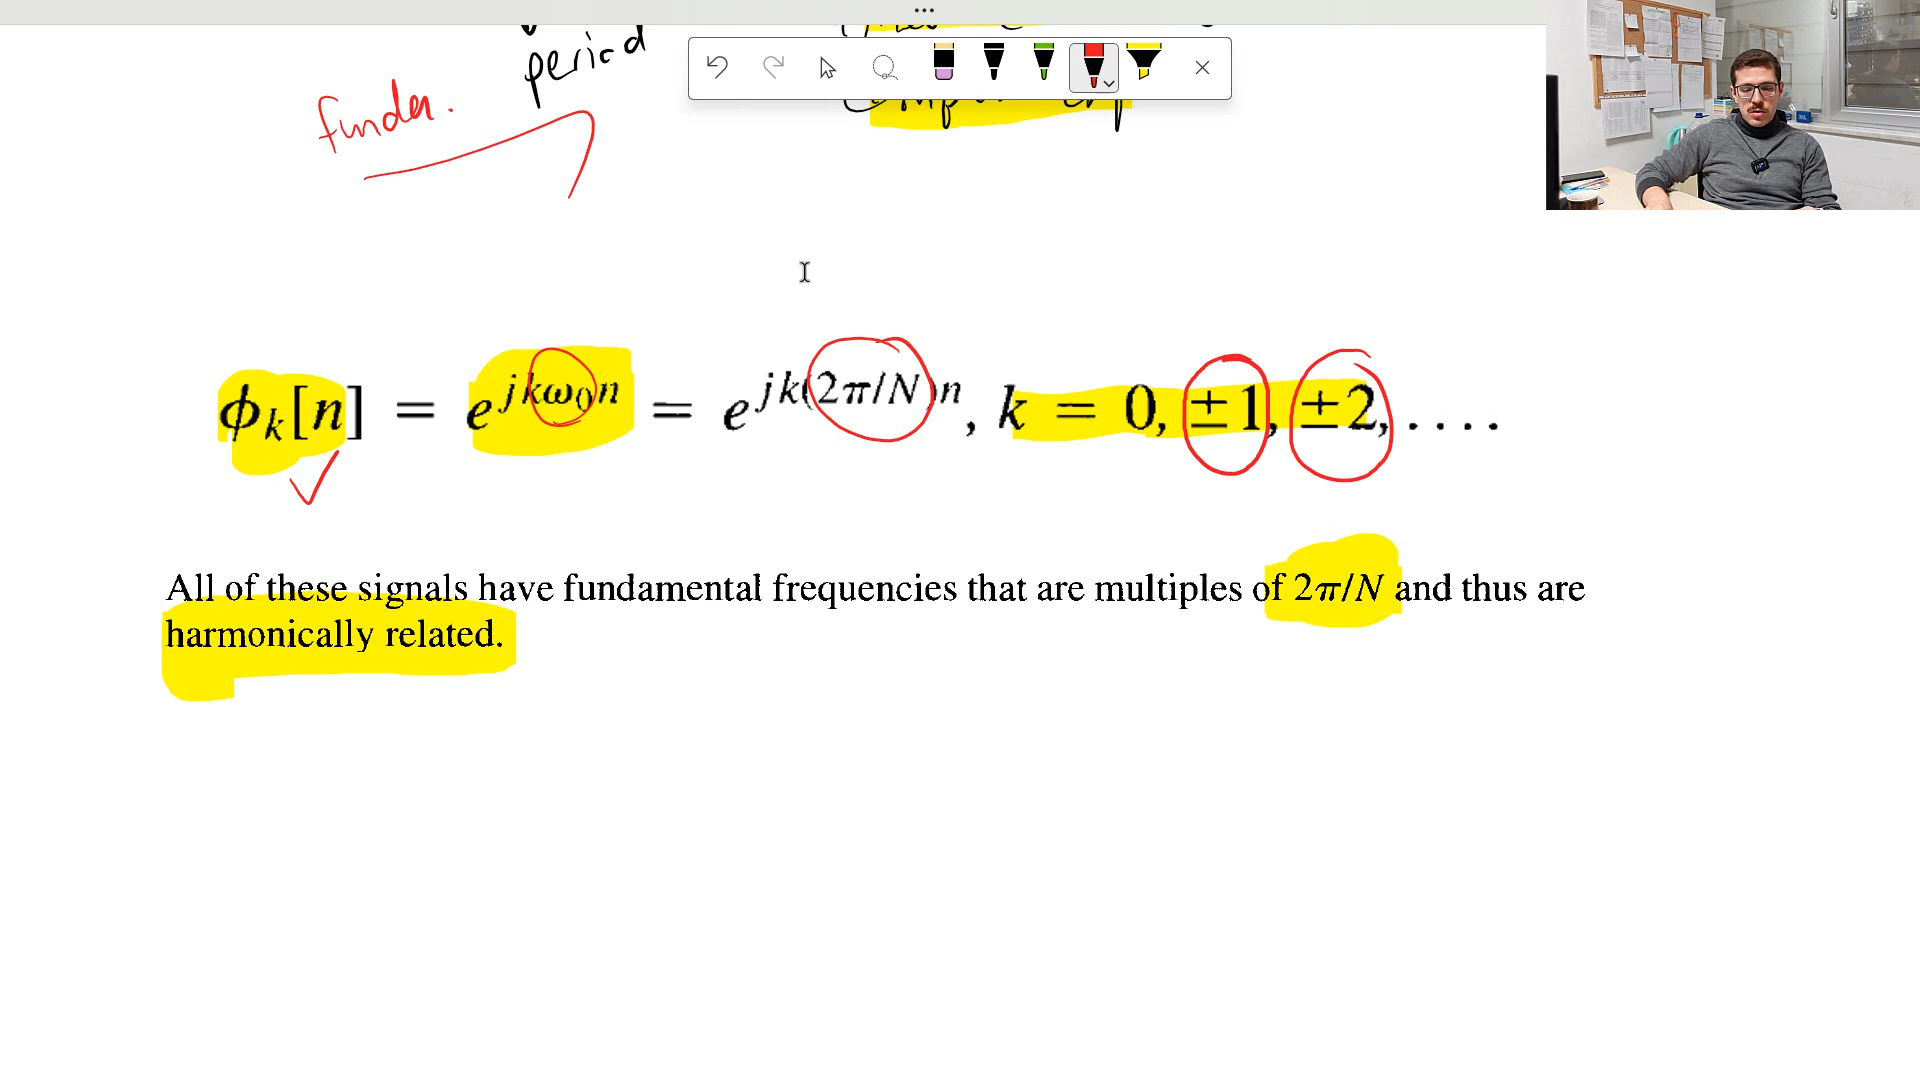 period
funda.
ϕₖ[n] = e^{jkω₀n} = e^{jk(2π/N)n}, k = 0, ±1, ±2, ....
All of these signals have fundamental frequencies that are multiples of 2π/N and thus are
harmonically related.